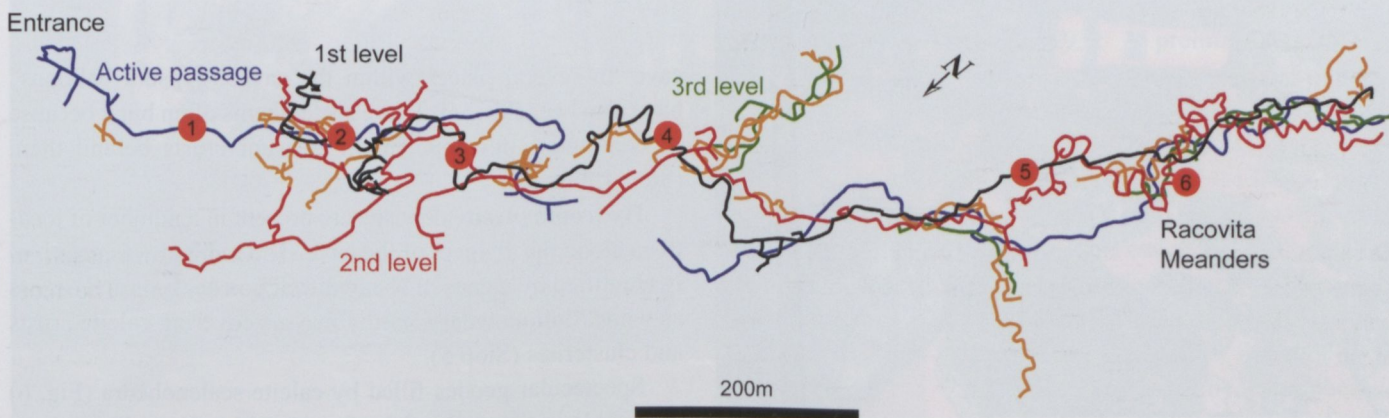 Entrance
Active passage
1st level
3rd level
N
1
2
3
4
5
6
2nd level
Racovita
Meanders
200m